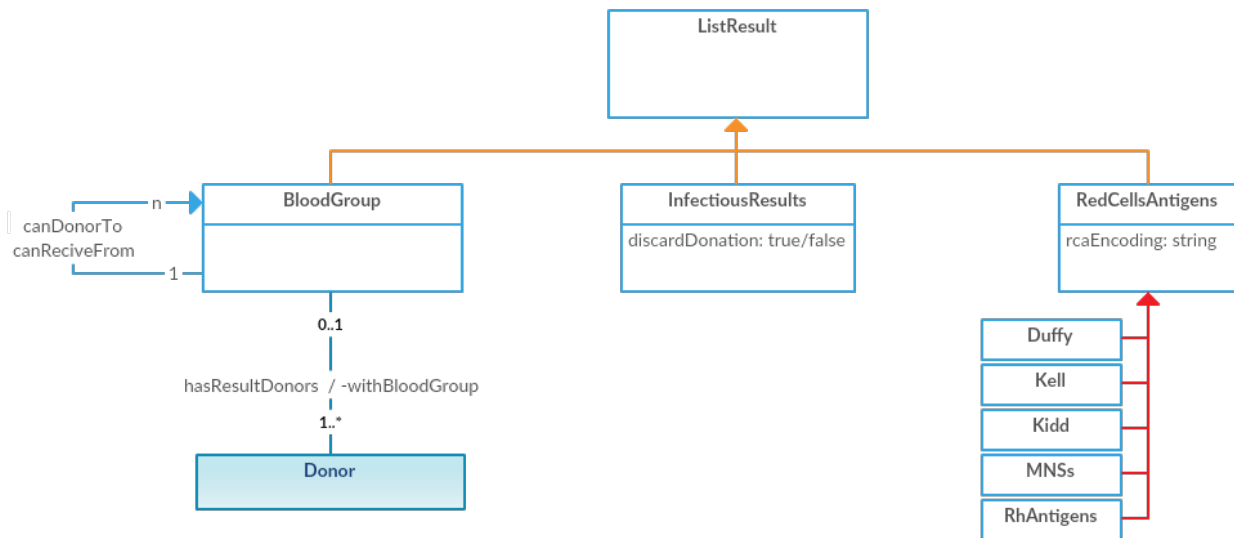 ListResult
BloodGroup
InfectiousResults
discardDonation: true/false
RedCellsAntigens
rcaEncoding: string
n
canDonorTo
canReciveFrom
1
0..1
hasResultDonors / -withBloodGroup
1..*
Donor
Duffy
Kell
Kidd
MNSs
RhAntigens